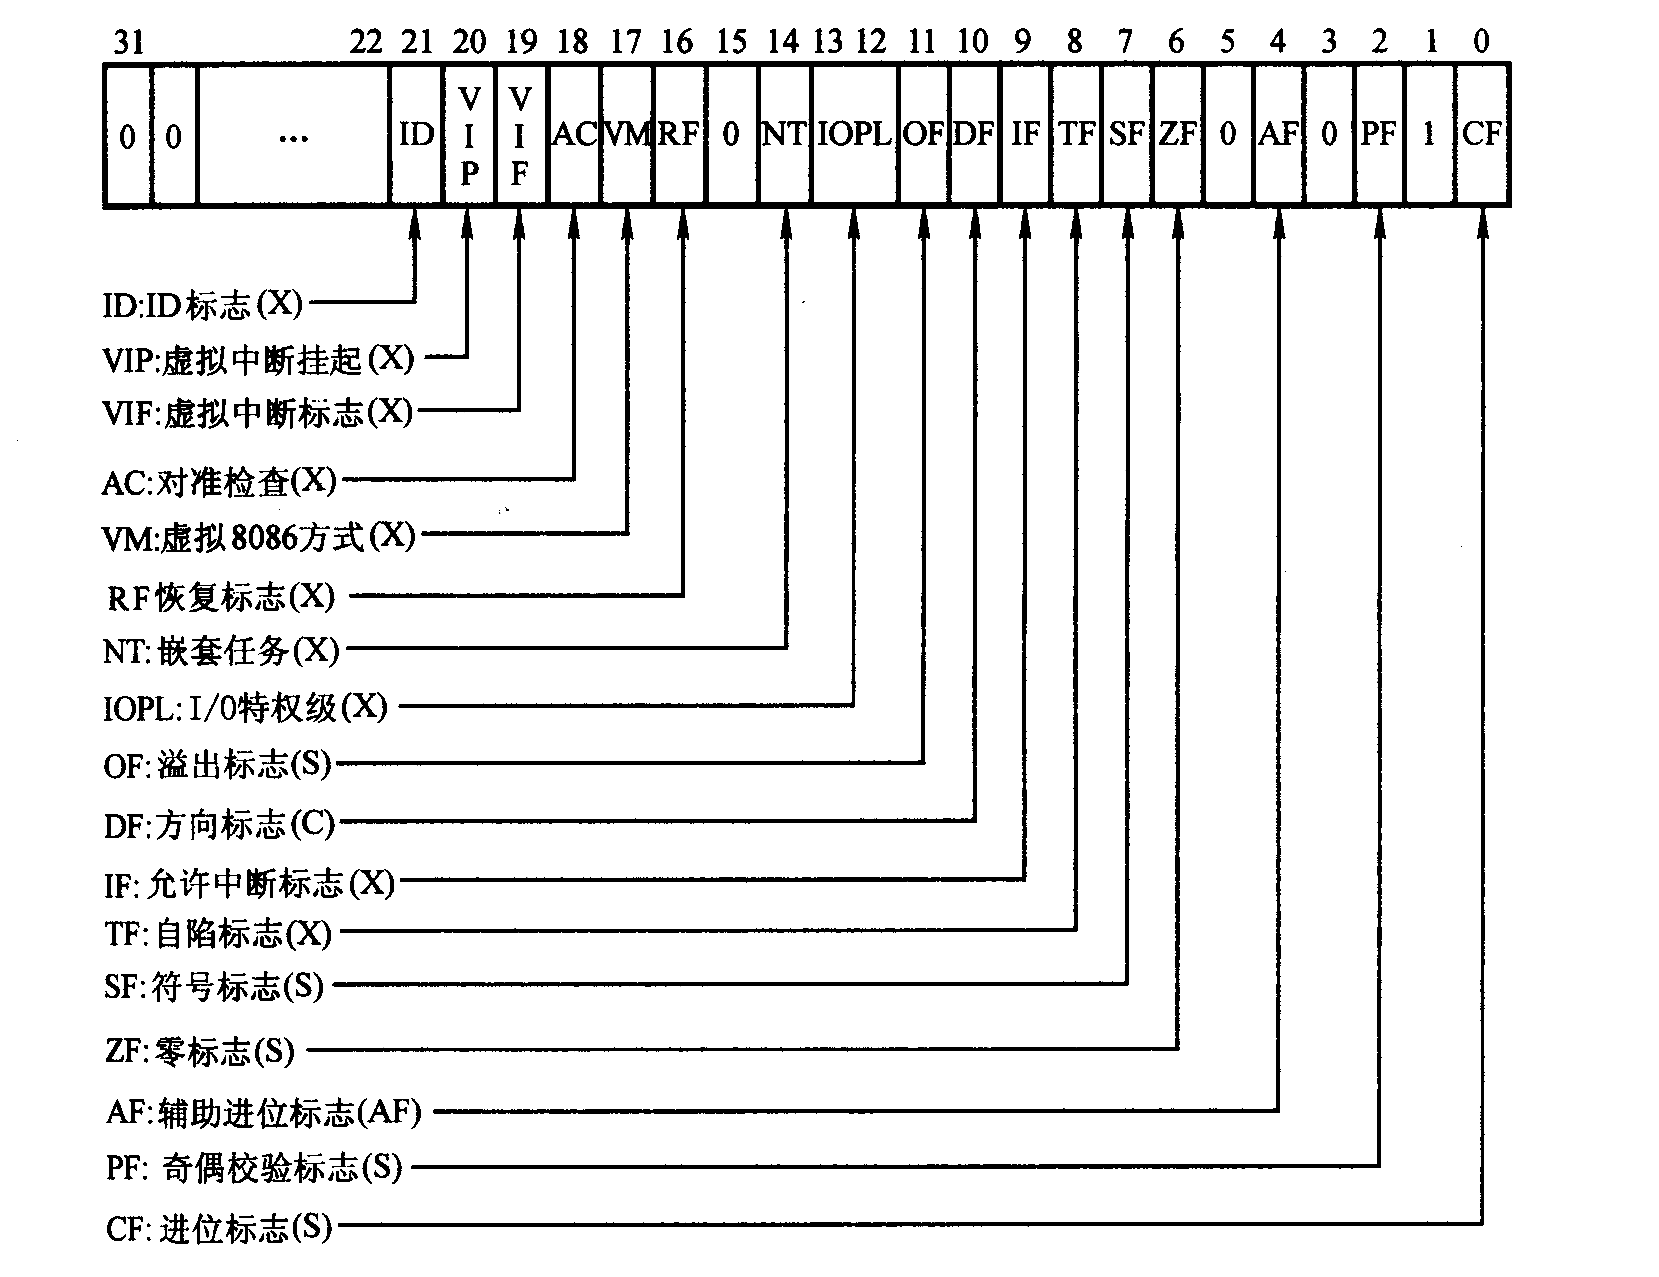 31 22 21 20 19 18 17 16 15 14 13 12 11 10 9 8 7 6 5 4 3 2 1 0
0 0 … ID VIP VIF AC VM RF 0 NT IOPL OF DF IF TF SF ZF 0 AF 0 PF 1 CF
ID:ID标志(X)
VIP:虚拟中断挂起(X)
VIF:虚拟中断标志(X)
AC:对准检查(X)
VM:虚拟8086方式(X)
RF恢复标志(X)
NT:嵌套任务(X)
IOPL:I/O特权级(X)
OF:溢出标志(S)
DF:方向标志(C)
IF:允许中断标志(X)
TF:自陷标志(X)
SF:符号标志(S)
ZF:零标志(S)
AF:辅助进位标志(AF)
PF:奇偶校验标志(S)
CF:进位标志(S)